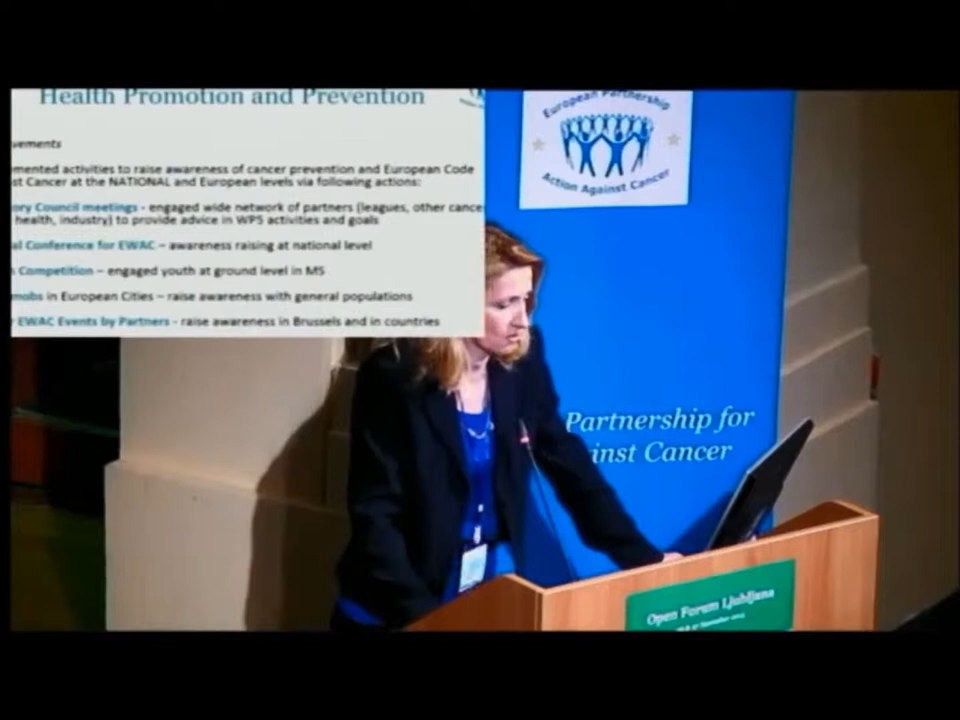 Health Promotion and Prevention
vements
mented activities to raise awareness of cancer prevention and European Code
st Cancer at the NATIONAL and European levels via following actions:
ory Council meetings - engaged wide network of partners (leagues, other cance
health, industry) to provide advice in WP5 activities and goals
al Conference for EWAC – awareness raising at national level
Competition – engaged youth at ground level in MS
mobs in European Cities – raise awareness with general populations
EWAC Events by Partners - raise awareness in Brussels and in countries
European Partnership
Action Against Cancer
Partnership for
inst Cancer
Open Forum Ljubljana